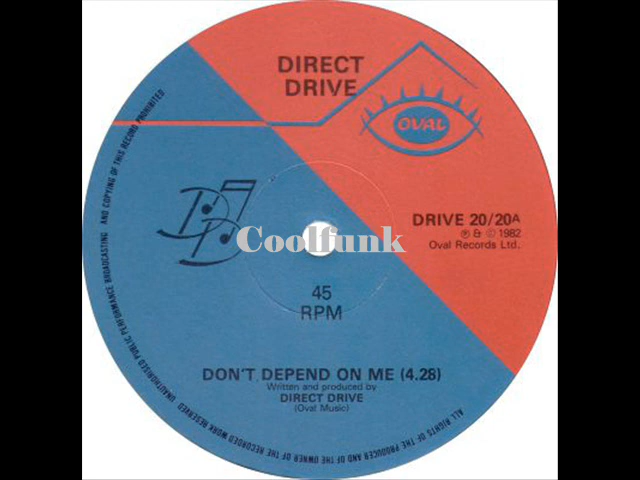 DIRECT
DRIVE
OVAL
DRIVE 20/20A
℗ & © 1982
Oval Records Ltd.
DD
Coolfunk
45
RPM
DON'T DEPEND ON ME (4.28)
Written and produced by
DIRECT DRIVE
(Oval Music)
ALL RIGHTS OF THE PRODUCER AND OF THE OWNER OF THE RECORDED WORK RESERVED UNAUTHORISED PUBLIC PERFORMANCE BROADCASTING AND COPYING OF THIS RECORD PROHIBITED